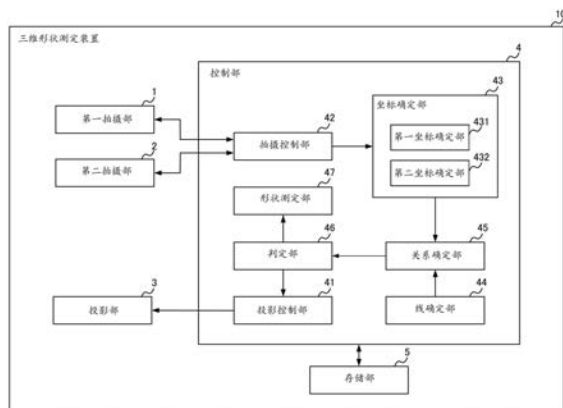 10
三维形状测定装置
4
控制部
1
第一拍摄部
2
第二拍摄部
42
拍摄控制部
43
坐标确定部
第一坐标确定部
431
第二坐标确定部
432
47
形状测定部
46
判定部
45
关系确定部
3
投影部
41
投影控制部
44
线确定部
5
存储部